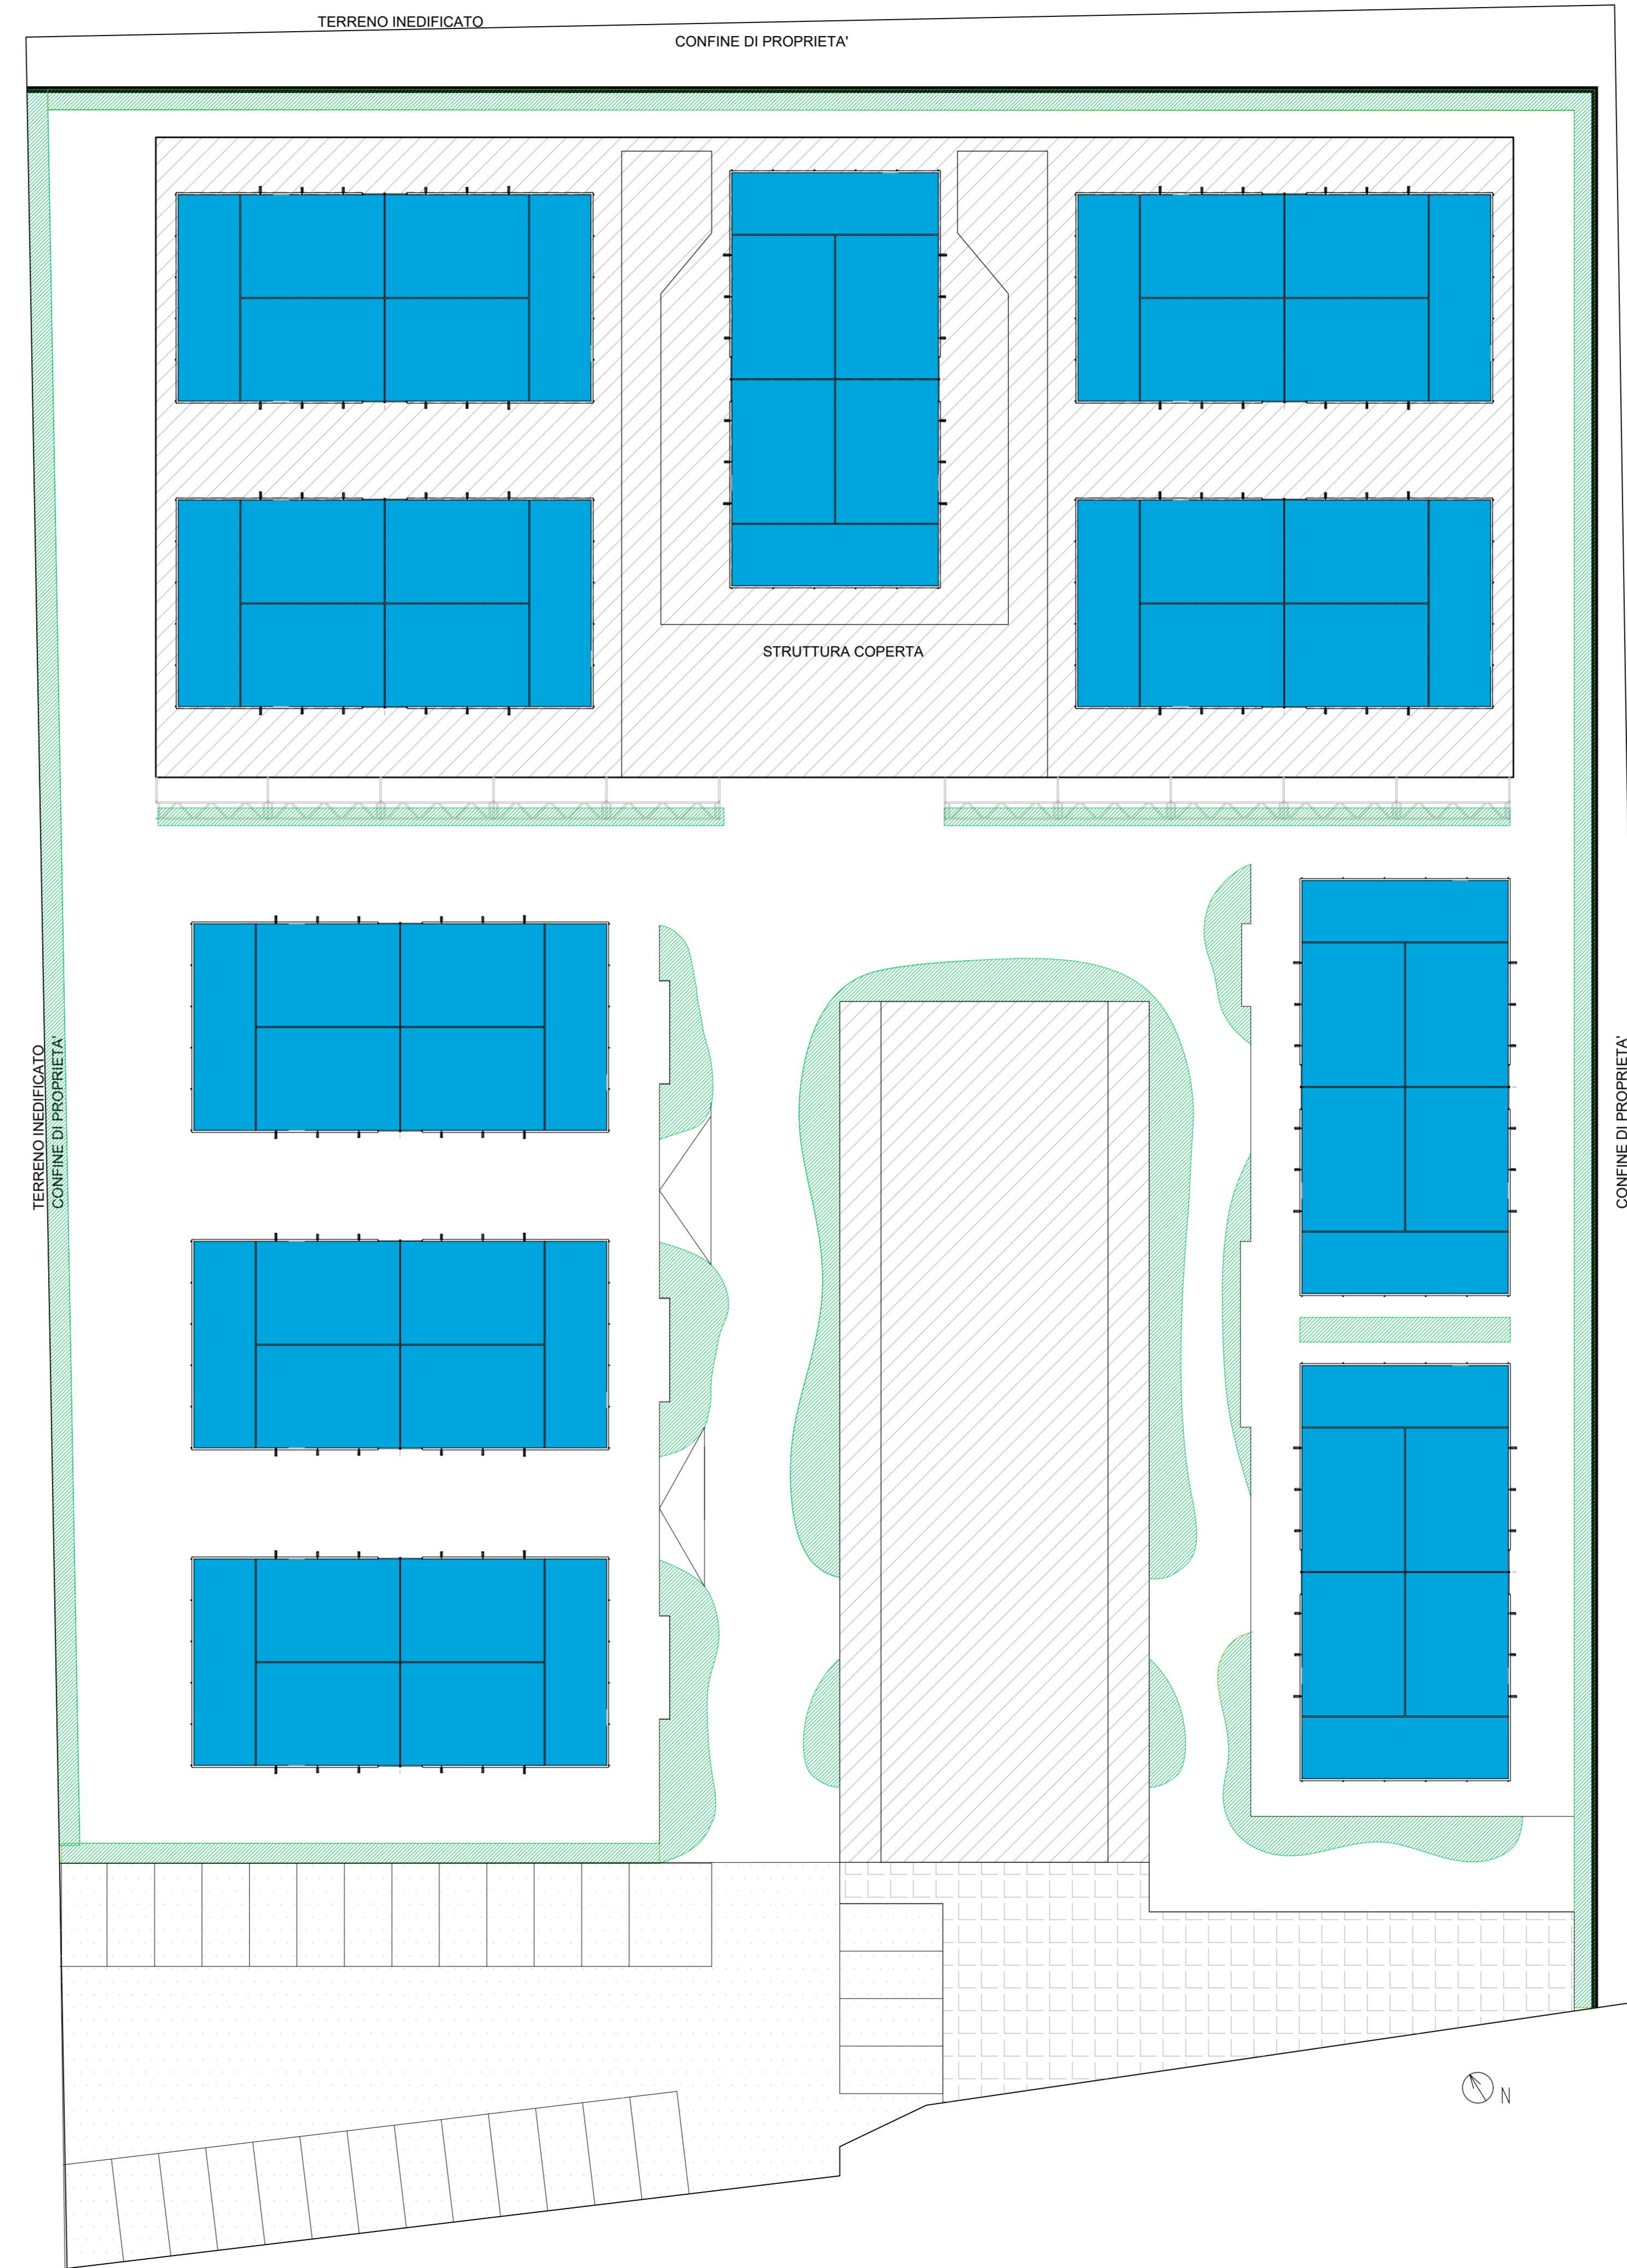 TERRENO INEDIFICATO
CONFINE DI PROPRIETA'
STRUTTURA COPERTA
TERRENO INEDIFICATO
CONFINE DI PROPRIETA'
CONFINE DI PROPRIETA'
N